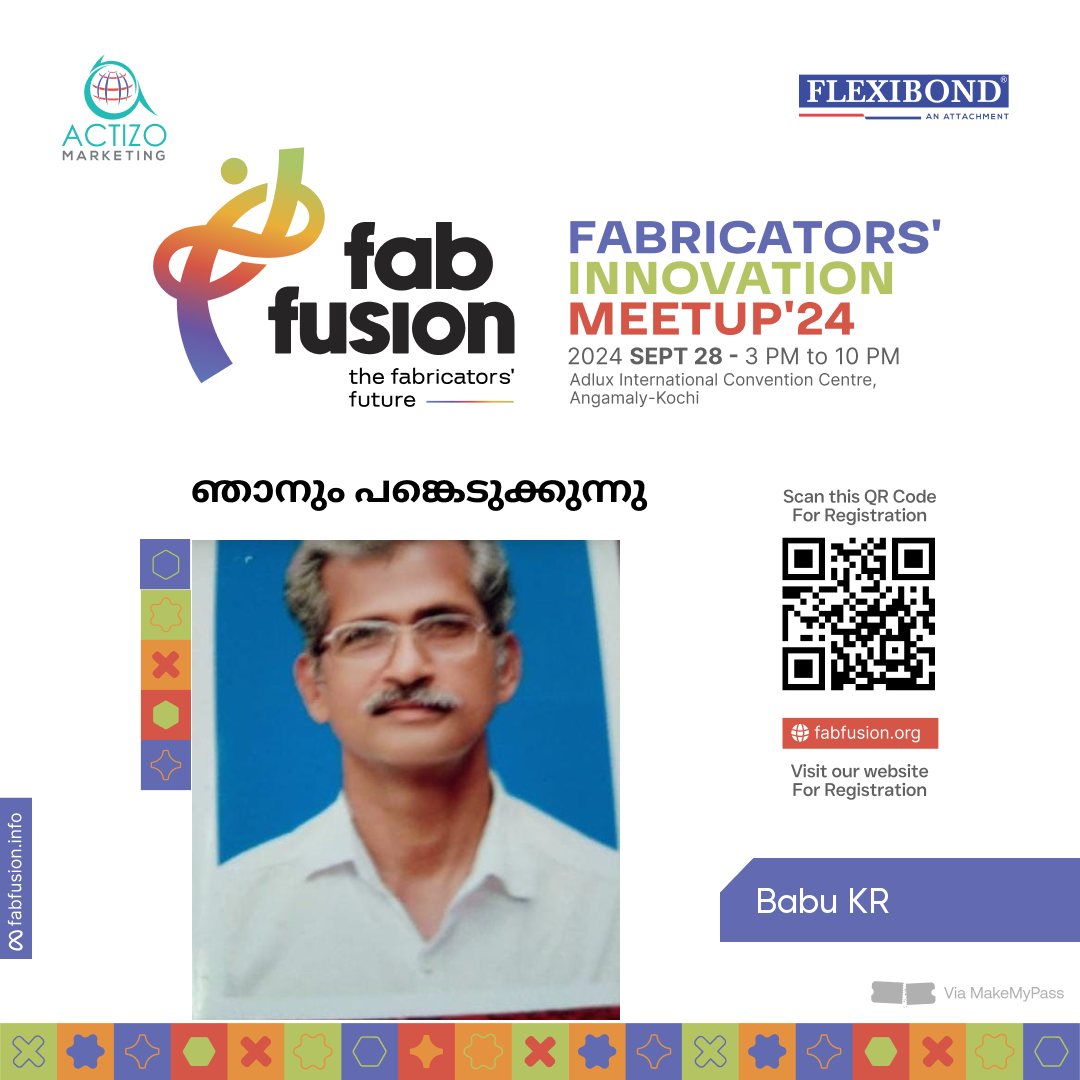 ACTIZO
MARKETING
FLEXIBOND®
AN ATTACHMENT
fab
fusion
the fabricators'
future
FABRICATORS'
INNOVATION
MEETUP'24
2024 SEPT 28 - 3 PM to 10 PM
Adlux International Convention Centre,
Angamaly-Kochi
ഞാനും പങ്കെടുക്കുന്നു
Scan this QR Code
For Registration
fabfusion.org
Visit our website
For Registration
fabfusion.info
Babu KR
Via MakeMyPass